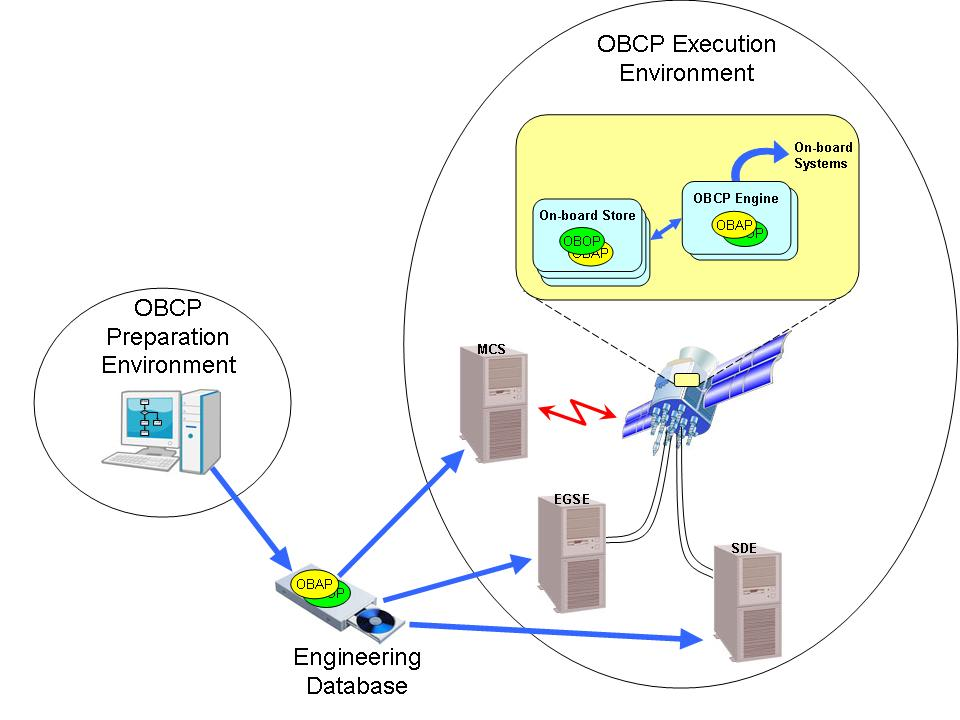 OBCP Execution
Environment
On-board
Systems
OBCP Engine
OBAP
On-board Store
OBOP
OBAP
OBCP
Preparation
Environment
MCS
EGSE
SDE
OBAP
Engineering
Database